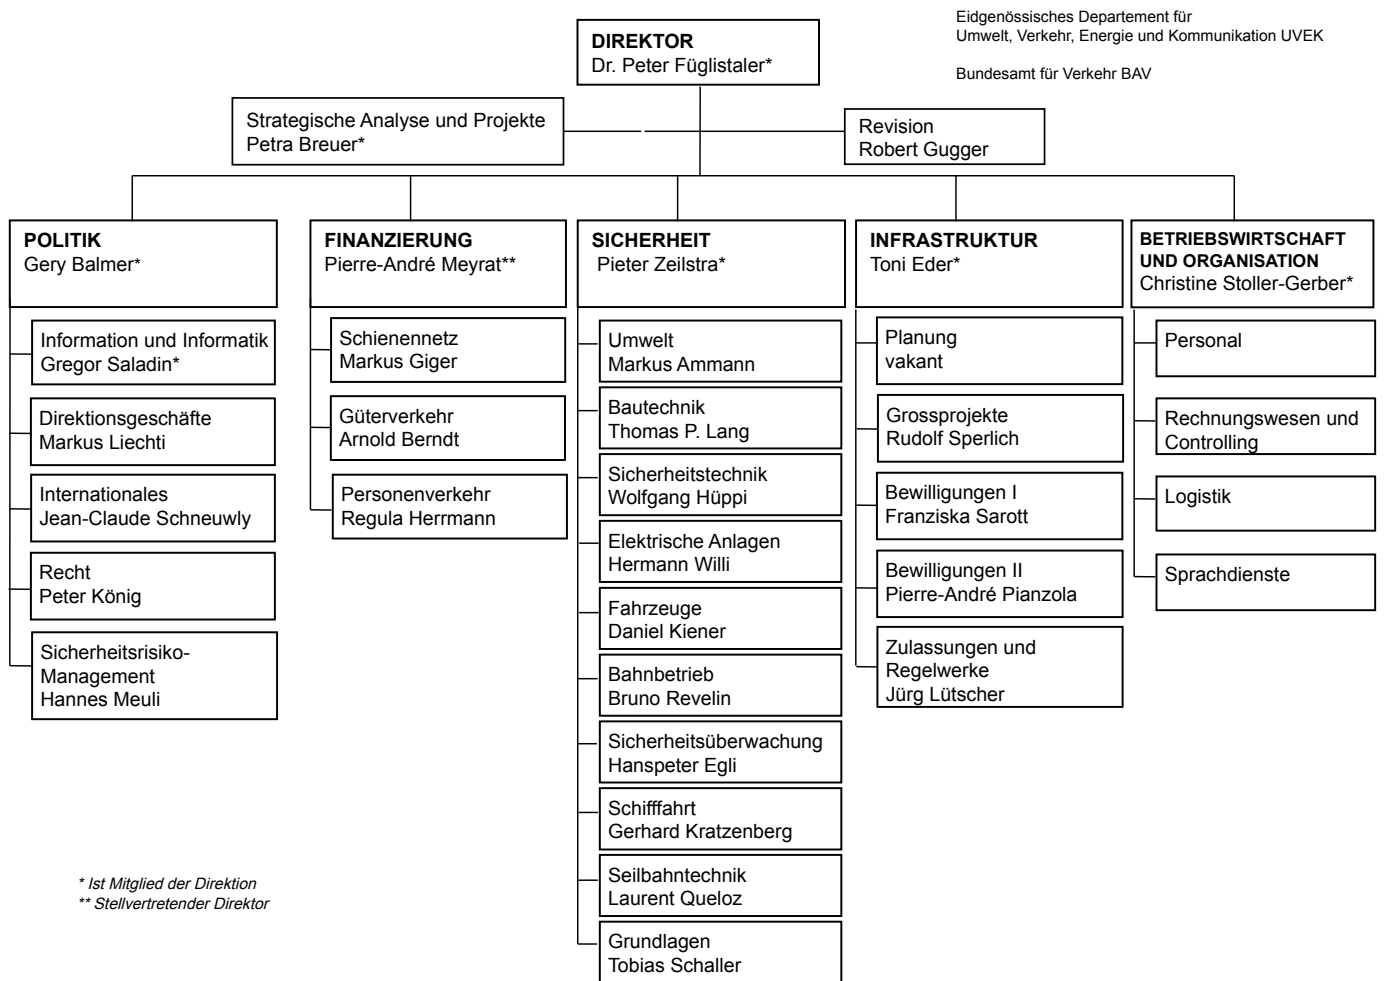 Eidgenössisches Departement für
Umwelt, Verkehr, Energie und Kommunikation UVEK
Bundesamt für Verkehr BAV
DIREKTOR
Dr. Peter Füglistaler*
Strategische Analyse und Projekte
Petra Breuer*
Revision
Robert Gugger
POLITIK
Gery Balmer*
Information und Informatik
Gregor Saladin*
Direktionsgeschäfte
Markus Liechti
Internationales
Jean-Claude Schneuwly
Recht
Peter König
Sicherheitsrisiko-
Management
Hannes Meuli
FINANZIERUNG
Pierre-André Meyrat**
Schienennetz
Markus Giger
Güterverkehr
Arnold Berndt
Personenverkehr
Regula Herrmann
SICHERHEIT
Pieter Zeilstra*
Umwelt
Markus Ammann
Bautechnik
Thomas P. Lang
Sicherheitstechnik
Wolfgang Hüppi
Elektrische Anlagen
Hermann Willi
Fahrzeuge
Daniel Kiener
Bahnbetrieb
Bruno Revelin
Sicherheitsüberwachung
Hanspeter Egli
Schifffahrt
Gerhard Kratzenberg
Seilbahntechnik
Laurent Queloz
Grundlagen
Tobias Schaller
INFRASTRUKTUR
Toni Eder*
Planung
vakant
Grossprojekte
Rudolf Sperlich
Bewilligungen I
Franziska Sarott
Bewilligungen II
Pierre-André Pianzola
Zulassungen und
Regelwerke
Jürg Lütscher
BETRIEBSWIRTSCHAFT
UND ORGANISATION
Christine Stoller-Gerber*
Personal
Rechnungswesen und
Controlling
Logistik
Sprachdienste
* Ist Mitglied der Direktion
** Stellvertretender Direktor